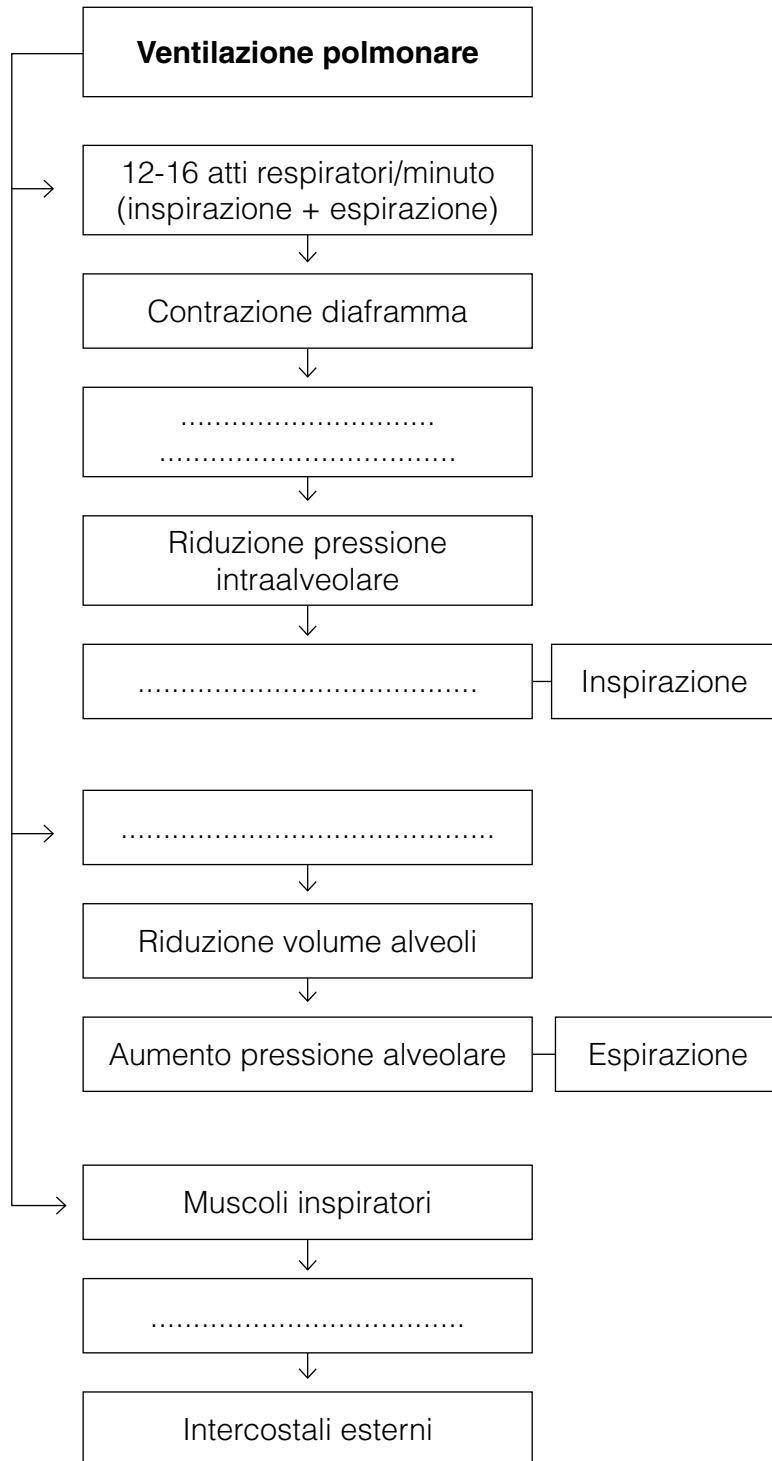 Ventilazione polmonare
12-16 atti respiratori/minuto
(inspirazione + espirazione)
Contrazione diaframma
..............................
...................................
Riduzione pressione
intraalveolare
........................................ Inspirazione
............................................
Riduzione volume alveoli
Aumento pressione alveolare Espirazione
Muscoli inspiratori
.....................................
Intercostali esterni